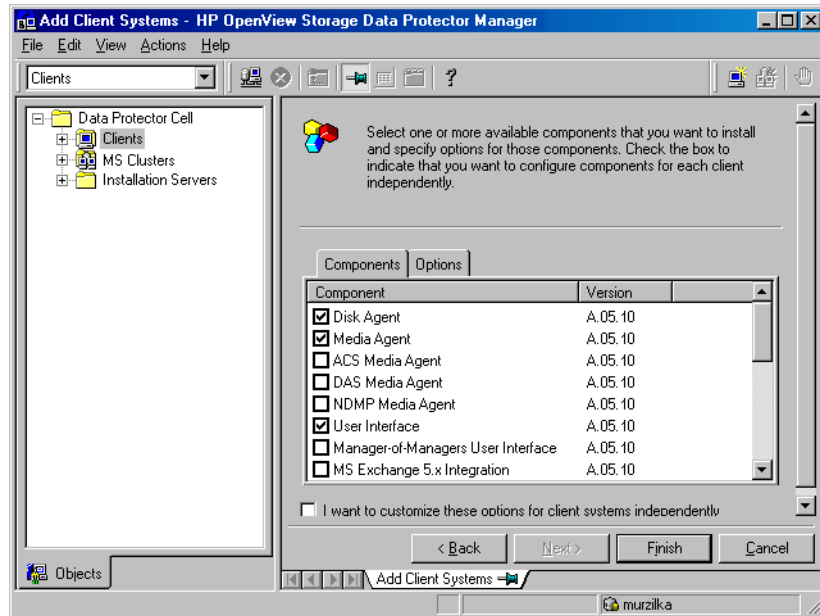 Add Client Systems - HP OpenView Storage Data Protector Manager
File Edit View Actions Help
Clients
Data Protector Cell
Clients
MS Clusters
Installation Servers
Select one or more available components that you want to install
and specify options for those components. Check the box to
indicate that you want to configure components for each client
independently.
Components Options
Component Version
Disk Agent A.05.10
Media Agent A.05.10
ACS Media Agent A.05.10
DAS Media Agent A.05.10
NDMP Media Agent A.05.10
User Interface A.05.10
Manager-of-Managers User Interface A.05.10
MS Exchange 5.x Integration A.05.10
I want to customize these options for client systems independently
< Back Next > Finish Cancel
Objects
Add Client Systems
murzilka